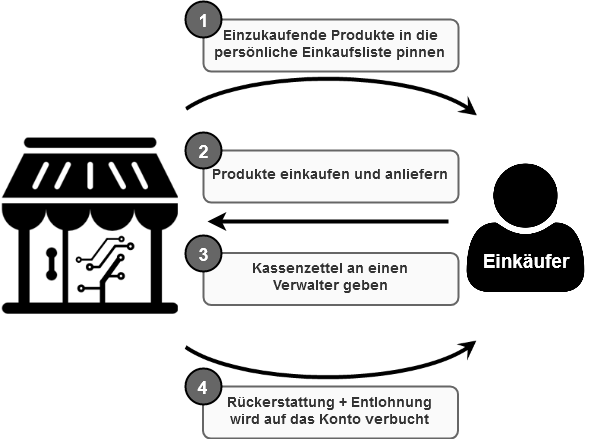 1
Einzukaufende Produkte in die
persönliche Einkaufsliste pinnen
2
Produkte einkaufen und anliefern
3
Kassenzettel an einen
Verwalter geben
Einkäufer
4
Rückerstattung + Entlohnung
wird auf das Konto verbucht